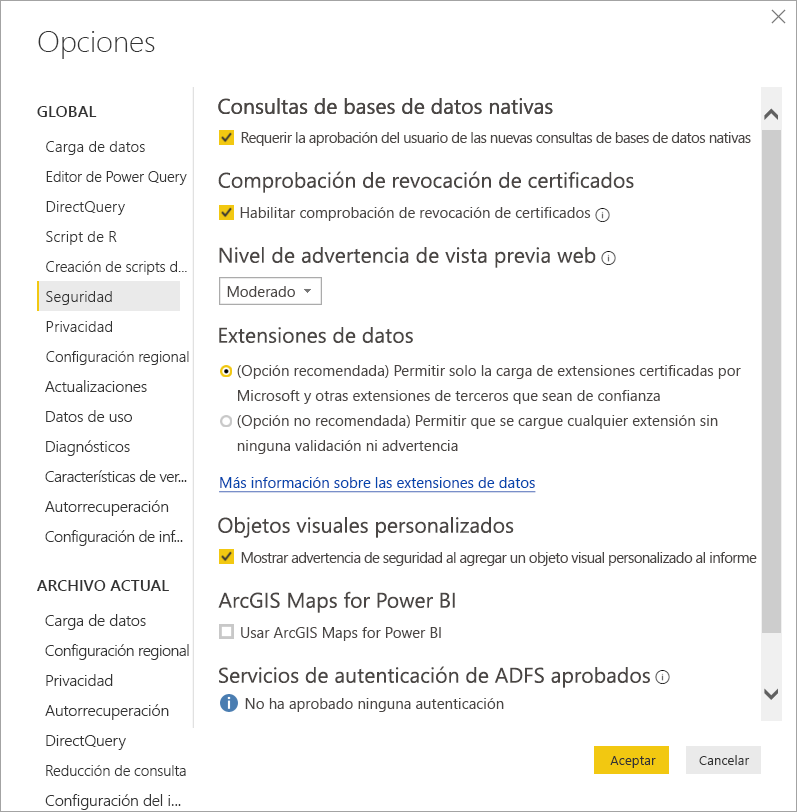 Opciones
GLOBAL
Carga de datos
Editor de Power Query
DirectQuery
Script de R
Creación de scripts d...
Seguridad
Privacidad
Configuración regional
Actualizaciones
Datos de uso
Diagnósticos
Características de ver...
Autorrecuperación
Configuración de inf...
ARCHIVO ACTUAL
Carga de datos
Configuración regional
Privacidad
Autorrecuperación
DirectQuery
Reducción de consulta
Configuración del i...
Consultas de bases de datos nativas
Requerir la aprobación del usuario de las nuevas consultas de bases de datos nativas
Comprobación de revocación de certificados
Habilitar comprobación de revocación de certificados
Nivel de advertencia de vista previa web
Moderado
Extensiones de datos
(Opción recomendada) Permitir solo la carga de extensiones certificadas por
Microsoft y otras extensiones de terceros que sean de confianza
(Opción no recomendada) Permitir que se cargue cualquier extensión sin
ninguna validación ni advertencia
Más información sobre las extensiones de datos
Objetos visuales personalizados
Mostrar advertencia de seguridad al agregar un objeto visual personalizado al informe
ArcGIS Maps for Power BI
Usar ArcGIS Maps for Power BI
Servicios de autenticación de ADFS aprobados
No ha aprobado ninguna autenticación
Aceptar
Cancelar